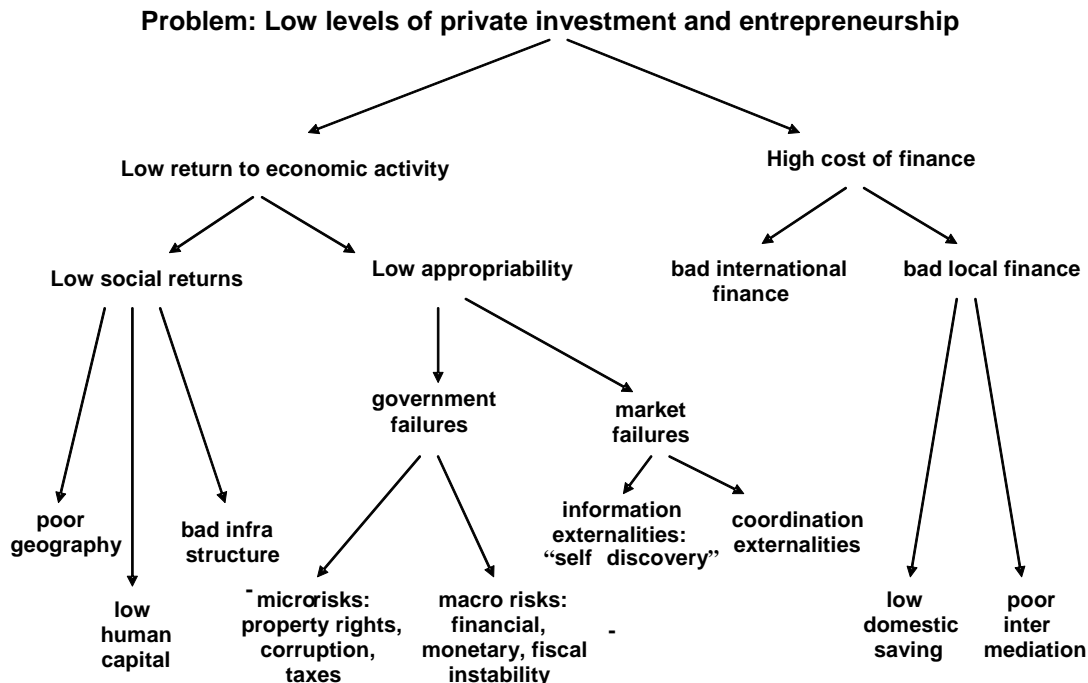 Problem: Low levels of private investment and entrepreneurship
Low return to economic activity
High cost of finance
Low social returns
Low appropriability
bad international
finance
bad local finance
government
failures
market
failures
poor
geography
low
human
capital
bad infra
structure
information
externalities:
“self discovery”
coordination
externalities
-microrisks:
property rights,
corruption,
taxes
macro risks:
financial,
monetary, fiscal
instability
-
low
domestic
saving
poor
inter
mediation